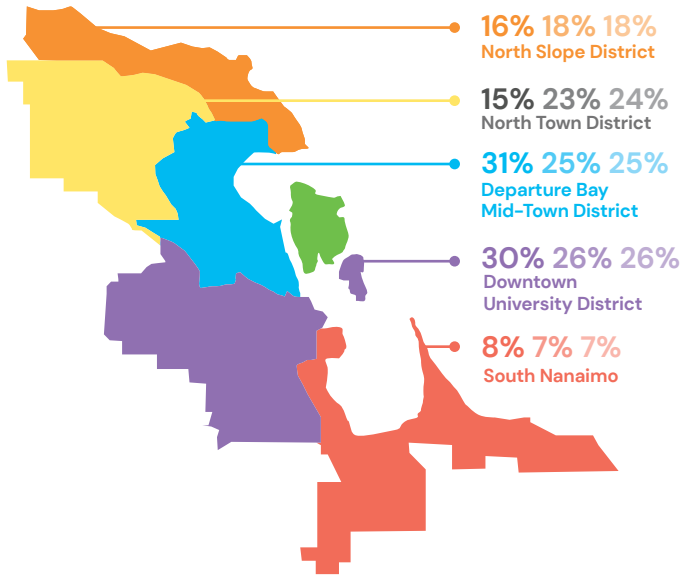 16% 18% 18%
North Slope District
15% 23% 24%
North Town District
31% 25% 25%
Departure Bay
Mid-Town District
30% 26% 26%
Downtown
University District
8% 7% 7%
South Nanaimo